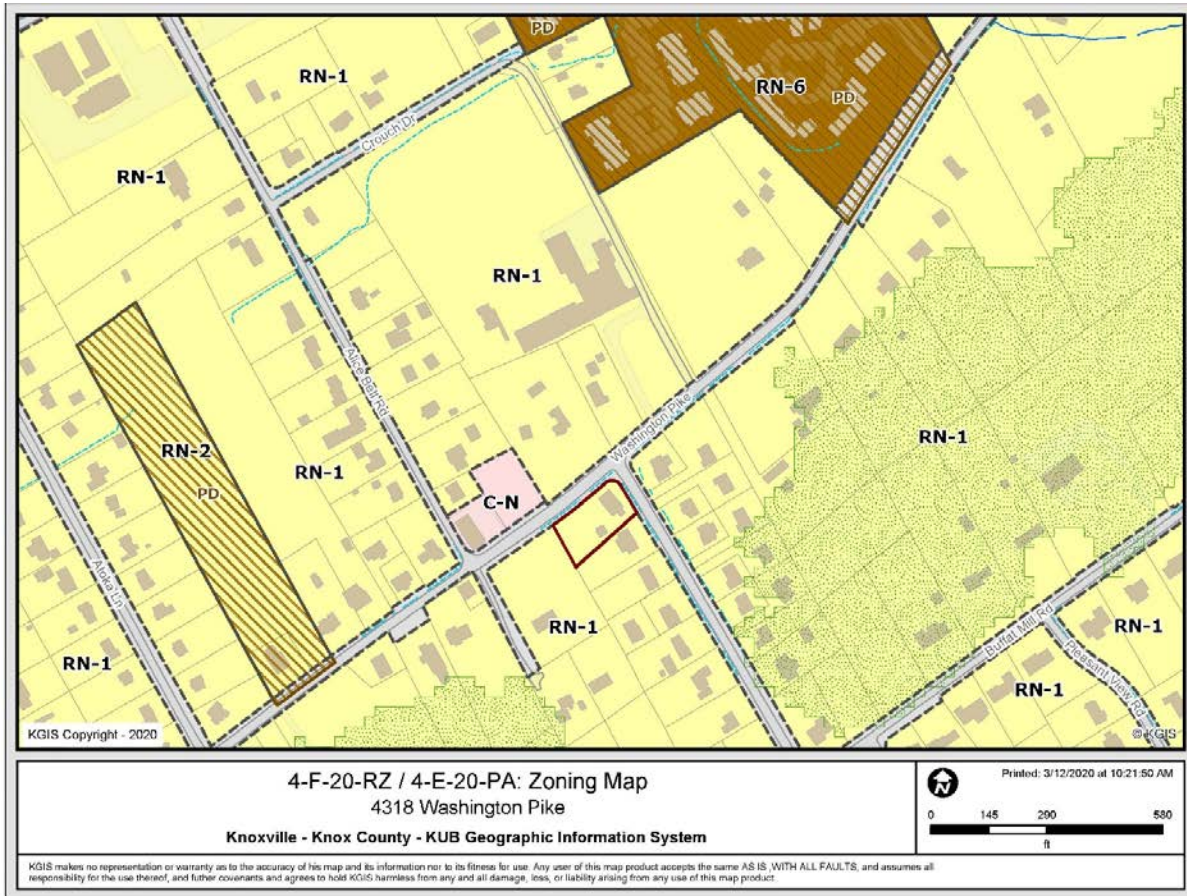 PD
RN-1
RN-6
PD
Crouch Dr
RN-1
RN-1
Alice Bell Rd
Washington Pike
RN-1
RN-2
PD
RN-1
C-N
Atoka Ln
RN-1
Buffat Mill Rd
RN-1
RN-1
Pleasant View Rd
RN-1
KGIS Copyright - 2020
© KGIS
4-F-20-RZ / 4-E-20-PA: Zoning Map
4318 Washington Pike
Knoxville - Knox County - KUB Geographic Information System
N
Printed: 3/12/2020 at 10:21:50 AM
0 145 290 580
ft
KGIS makes no representation or warranty as to the accuracy of his map and its information nor to its fitness for use. Any user of this map product accepts the same AS IS ,WITH ALL FAULTS, and assumes all
responsibility for the use thereof, and futher covenants and agrees to hold KGIS harmless from any and all damage, loss, or liability arising from any use of this map product.